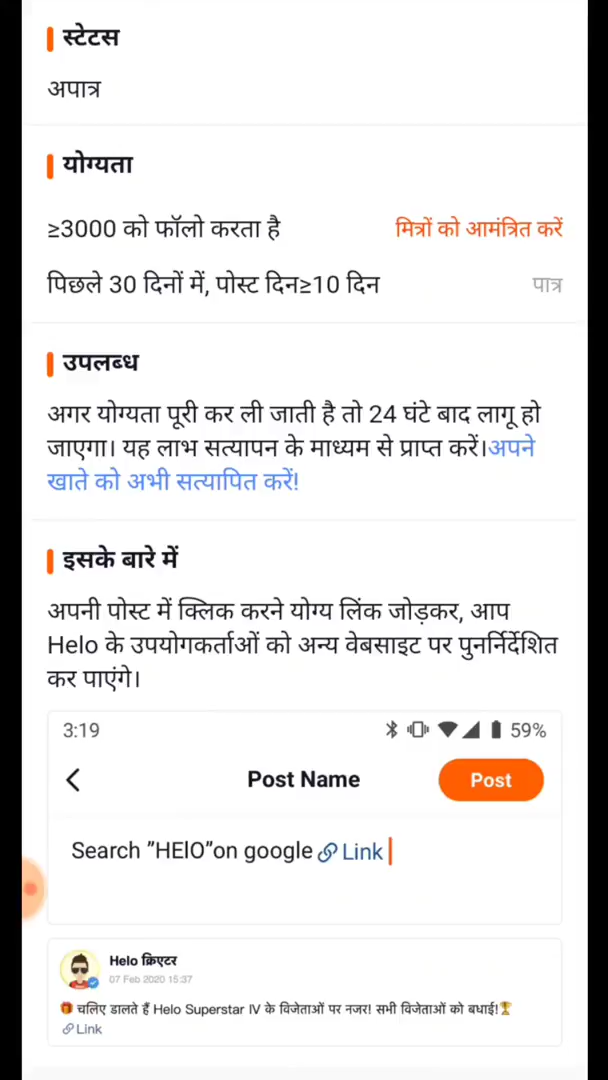 स्टेटस
अपात्र
योग्यता
≥3000 को फॉलो करता है मित्रों को आमंत्रित करें
पिछले 30 दिनों में, पोस्ट दिन≥10 दिन पात्र
उपलब्ध
अगर योग्यता पूरी कर ली जाती है तो 24 घंटे बाद लागू हो
जाएगा। यह लाभ सत्यापन के माध्यम से प्राप्त करें।अपने
खाते को अभी सत्यापित करें!
इसके बारे में
अपनी पोस्ट में क्लिक करने योग्य लिंक जोड़कर, आप
Helo के उपयोगकर्ताओं को अन्य वेबसाइट पर पुनर्निर्देशित
कर पाएंगे।
3:19 59%
Post Name Post
Search ”HElO”on google Link
Helo क्रिएटर
07 Feb 2020 15:37
चलिए डालते हैं Helo Superstar IV के विजेताओं पर नजर! सभी विजेताओं को बधाई!
Link